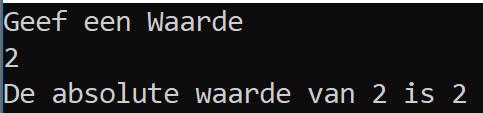 Geef een Waarde
2
De absolute waarde van 2 is 2